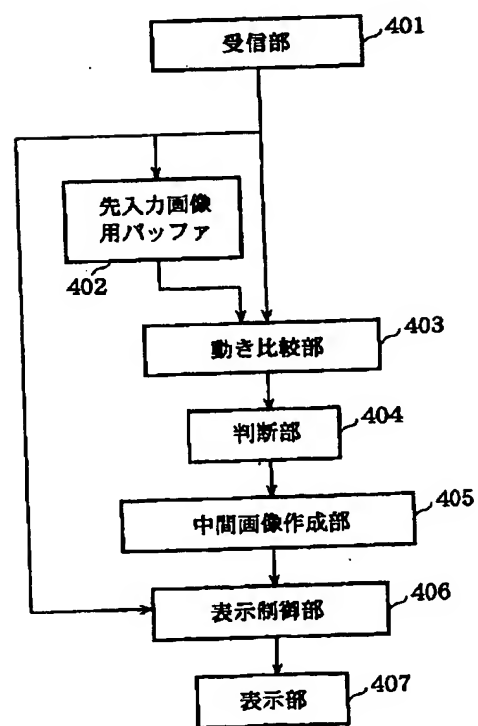 受信部
401
先入力画像
用バッファ
402
動き比較部
403
判断部
404
中間画像作成部
405
表示制御部
406
表示部
407